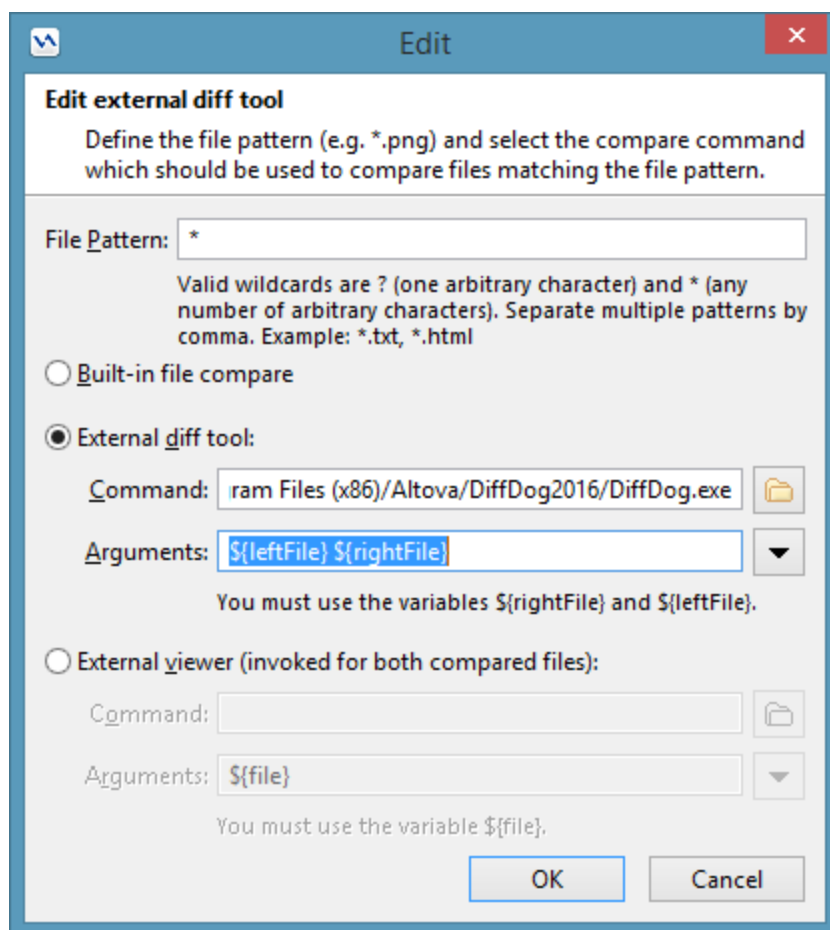 Edit
Edit external diff tool
Define the file pattern (e.g. *.png) and select the compare command
which should be used to compare files matching the file pattern.
File Pattern: *
Valid wildcards are ? (one arbitrary character) and * (any
number of arbitrary characters). Separate multiple patterns by
comma. Example: *.txt, *.html
Built-in file compare
External diff tool:
Command: ram Files (x86)/Altova/DiffDog2016/DiffDog.exe
Arguments: ${leftFile} ${rightFile}
You must use the variables ${rightFile} and ${leftFile}.
External viewer (invoked for both compared files):
Command:
Arguments: ${file}
You must use the variable ${file}.
OK Cancel